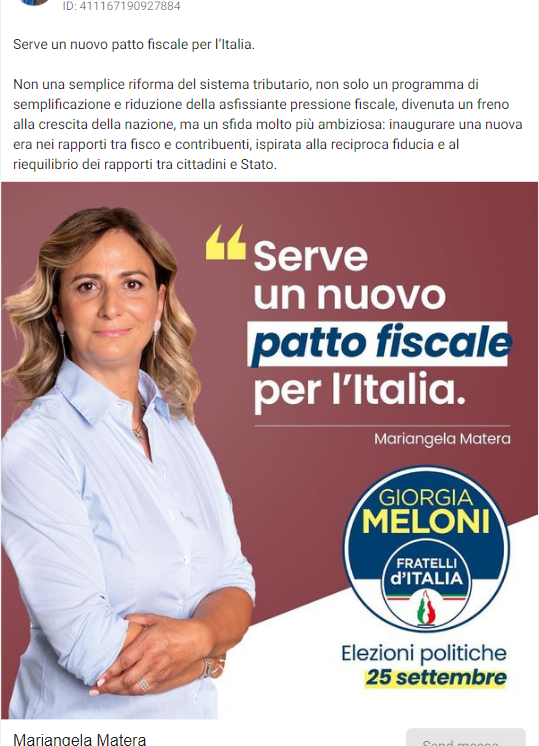 ID: 411167190927884
Serve un nuovo patto fiscale per l'Italia.
Non una semplice riforma del sistema tributario, non solo un programma di
semplificazione e riduzione della asfissiante pressione fiscale, divenuta un freno
alla crescita della nazione, ma un sfida molto più ambiziosa: inaugurare una nuova
era nei rapporti tra fisco e contribuenti, ispirata alla reciproca fiducia e al
riequilibrio dei rapporti tra cittadini e Stato.
“Serve
un nuovo
patto fiscale
per l'Italia.
Mariangela Matera
GIORGIA
MELONI
FRATELLI
d'ITALIA
Elezioni politiche
25 settembre
Mariangela Matera